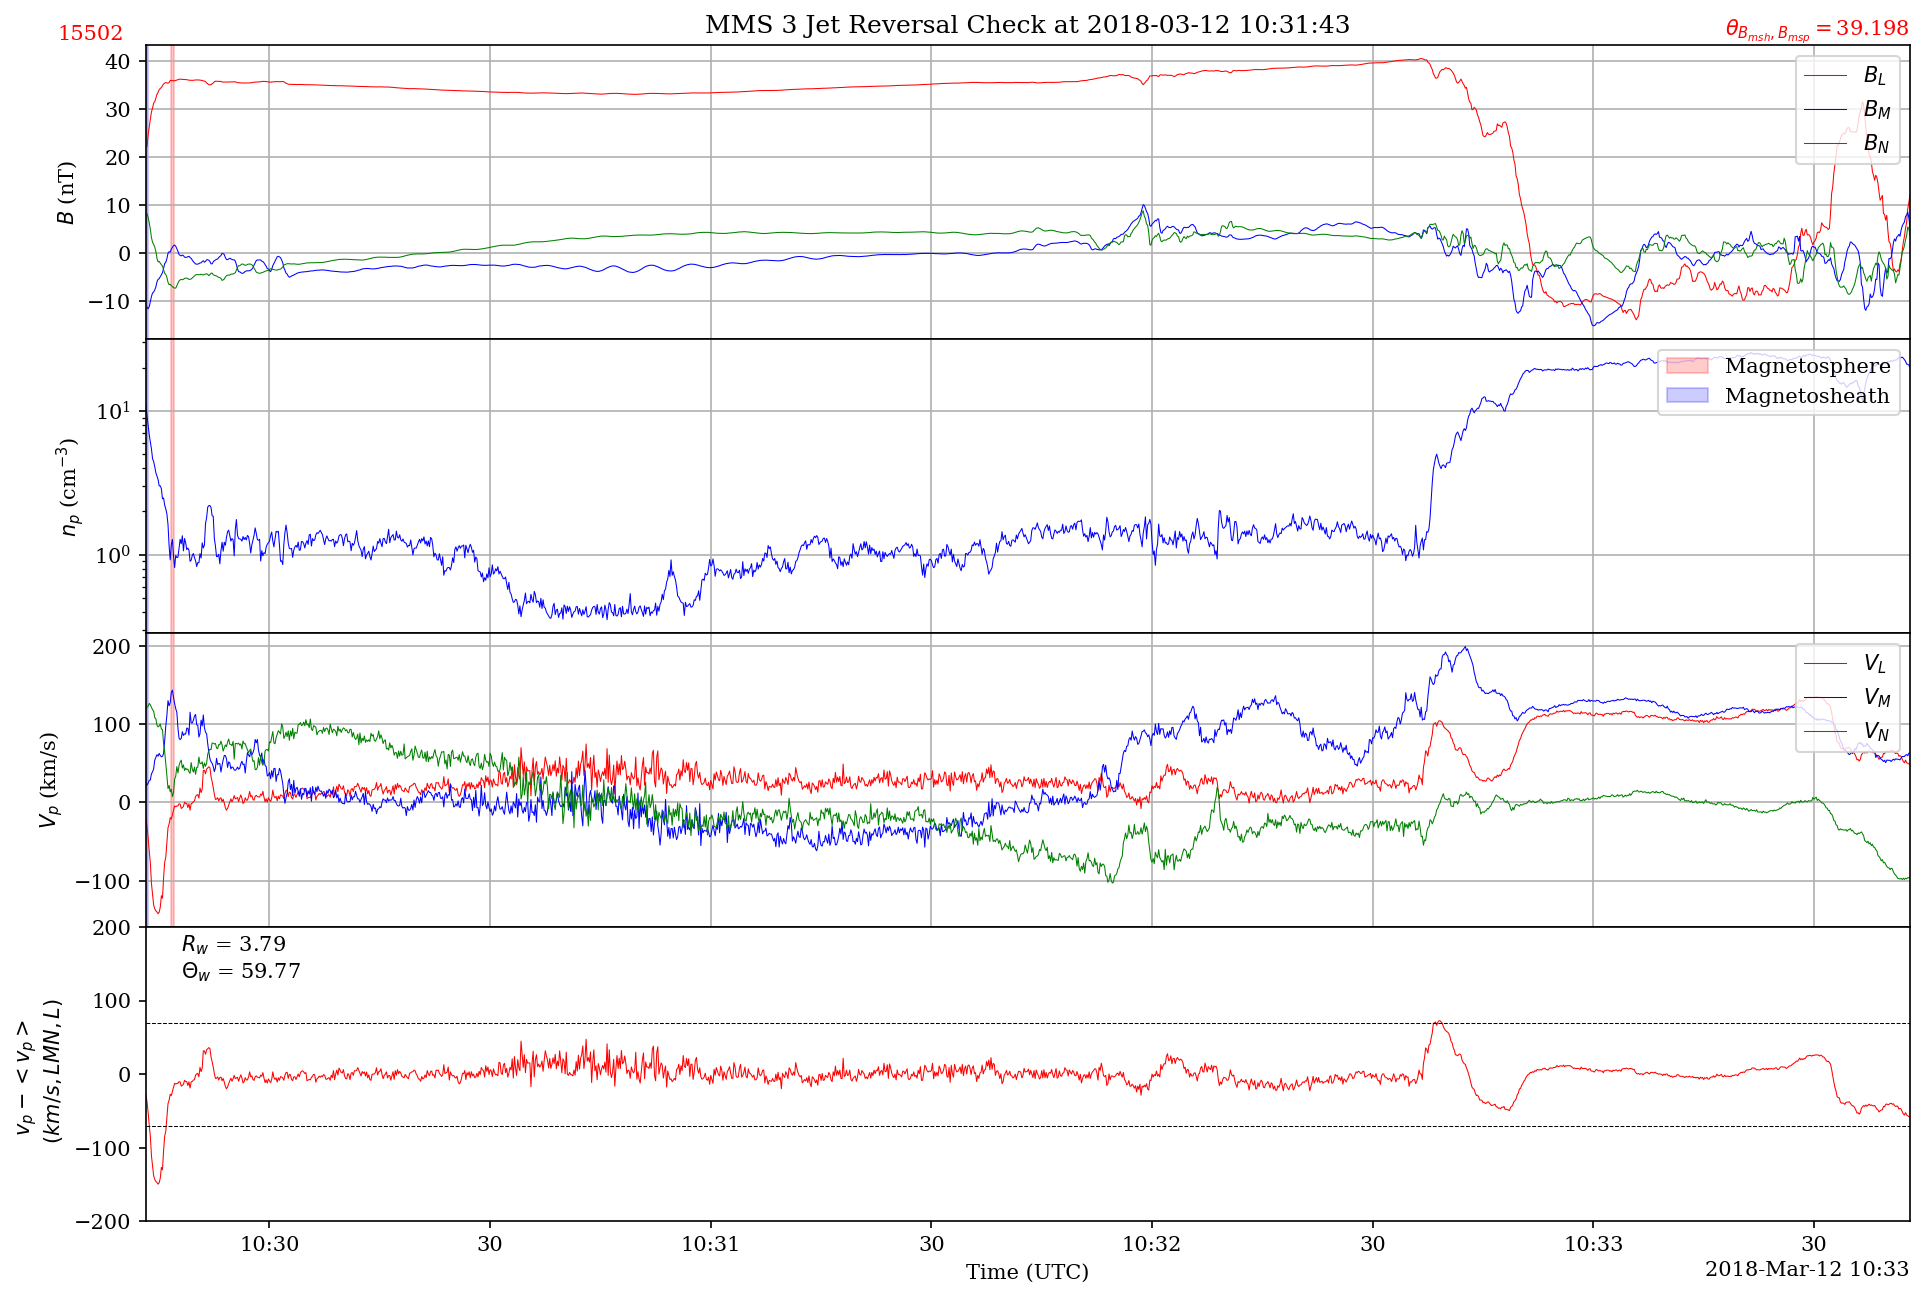 MMS 3 Jet Reversal Check at 2018-03-12 10:31:43
15502
θ_{B_{msh}, B_{msp}} = 39.198
B (nT)
40
30
20
10
0
−10
B_L
B_M
B_N
n_p (cm^{−3})
10^1
10^0
Magnetosphere
Magnetosheath
V_p (km/s)
200
100
0
−100
V_L
V_M
V_N
v_p − < v_p >
(km/s, LMN, L)
200
100
0
−100
−200
R_w = 3.79
Θ_w = 59.77
10:30 30 10:31 30 10:32 30 10:33 30
Time (UTC)
2018-Mar-12 10:33